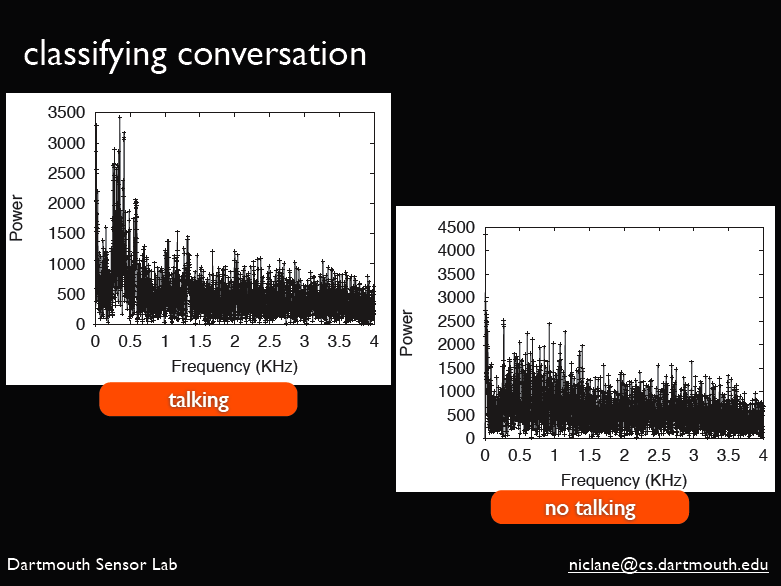 classifying conversation
3500
3000
2500
2000
1500
1000
500
0
Power
0 0.5 1 1.5 2 2.5 3 3.5 4
Frequency (KHz)
talking
4500
4000
3500
3000
2500
2000
1500
1000
500
0
Power
0 0.5 1 1.5 2 2.5 3 3.5 4
Frequency (KHz)
no talking
Dartmouth Sensor Lab
niclane@cs.dartmouth.edu